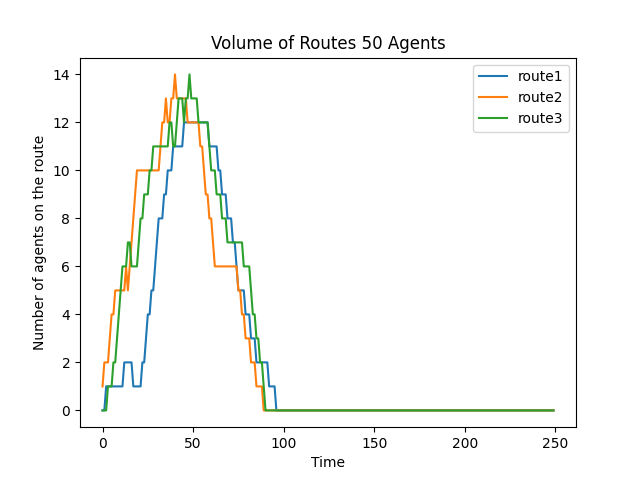 Volume of Routes 50 Agents
route1
route2
route3
Number of agents on the route
14
12
10
8
6
4
2
0
0 50 100 150 200 250
Time